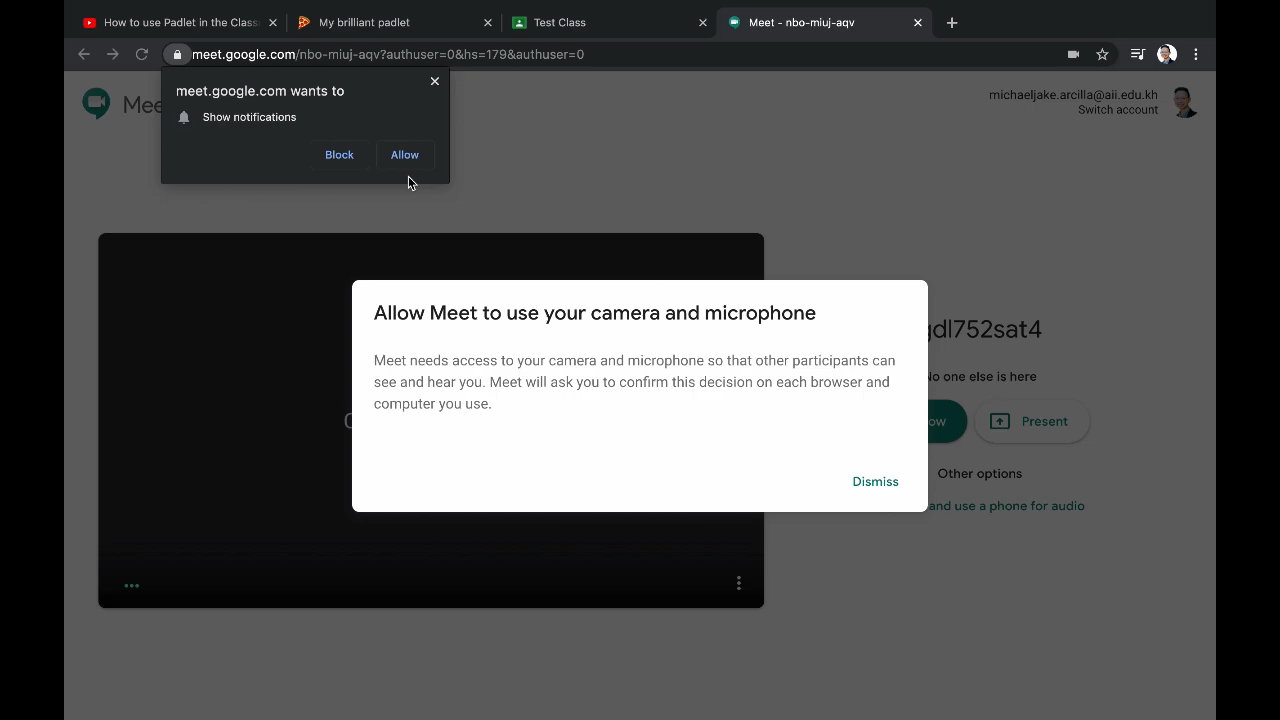 How to use Padlet in the Class
My brilliant padlet
Test Class
Meet - nbo-miuj-aqv
meet.google.com/nbo-miuj-aqv?authuser=0&hs=179&authuser=0
meet.google.com wants to
Show notifications
Block
Allow
michaeljake.arcilla@aii.edu.kh
Switch account
Allow Meet to use your camera and microphone
Meet needs access to your camera and microphone so that other participants can
see and hear you. Meet will ask you to confirm this decision on each browser and
computer you use.
Dismiss
gdl752sat4
No one else is here
Present
Other options
and use a phone for audio